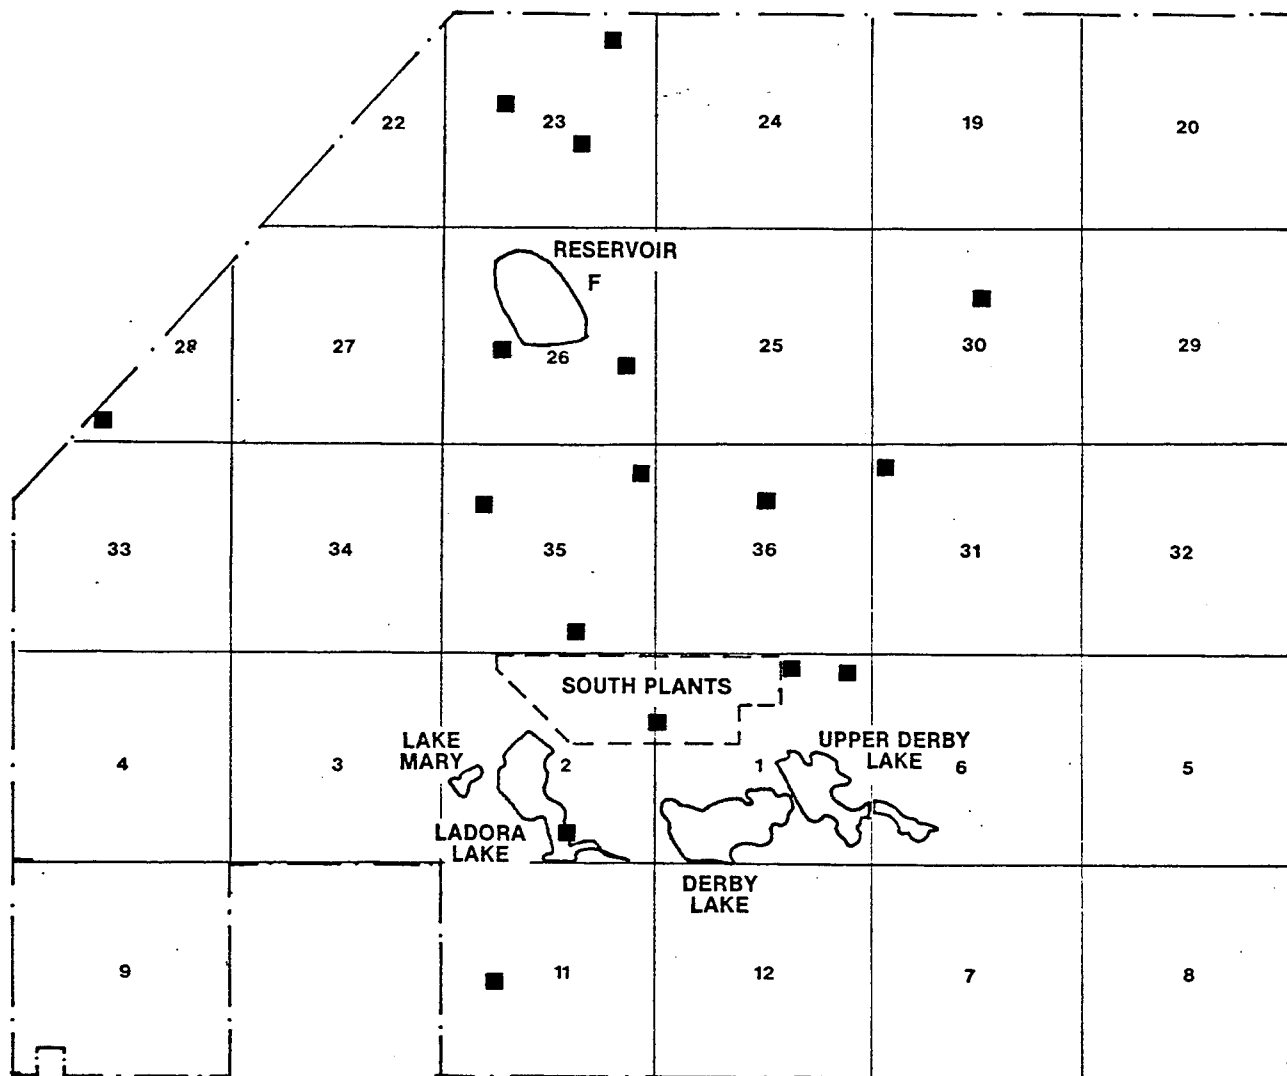 22
23
24
19
20
RESERVOIR
F
28
27
26
25
30
29
33
34
35
36
31
32
SOUTH PLANTS
LAKE
MARY
UPPER DERBY
LAKE
4
3
2
1
6
5
LADORA
LAKE
DERBY
LAKE
9
11
12
7
8